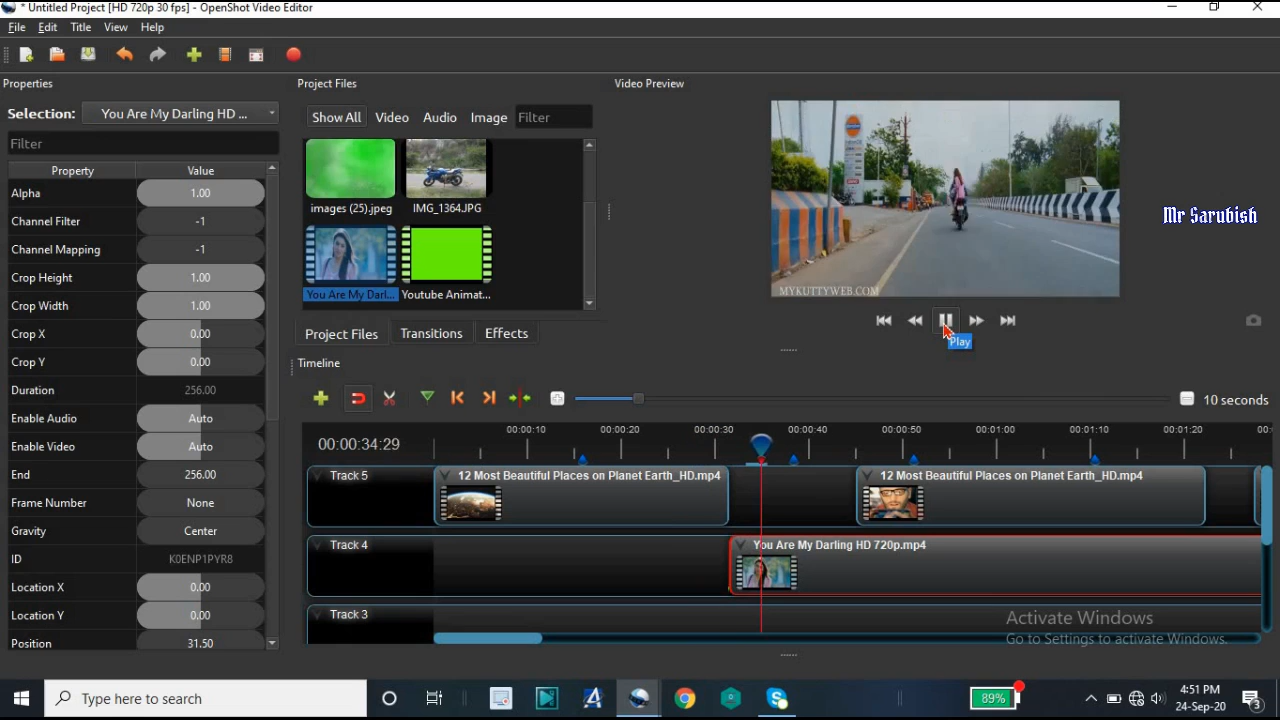 * Untitled Project [HD 720p 30 fps] - OpenShot Video Editor
File Edit Title View Help
Properties
Project Files
Video Preview
Selection: You Are My Darling HD ...
Filter
Property Value
Alpha 1.00
Channel Filter -1
Channel Mapping -1
Crop Height 1.00
Crop Width 1.00
Crop X 0.00
Crop Y 0.00
Duration 256.00
Enable Audio Auto
Enable Video Auto
End 256.00
Frame Number None
Gravity Center
ID K0ENP1PYR8
Location X 0.00
Location Y 0.00
Position 31.50
Show All Video Audio Image Filter
images (25).jpeg IMG_1364.JPG
You Are My Darl... Youtube Animat...
Project Files Transitions Effects
MYKUTTYWEB.COM
Mr Sarubish
Play
Timeline
10 seconds
00:00:34:29
00:00:10 00:00:20 00:00:30 00:00:40 00:00:50 00:01:00 00:01:10 00:01:20 00:
Track 5 12 Most Beautiful Places on Planet Earth_HD.mp4 12 Most Beautiful Places on Planet Earth_HD.mp4
Track 4 You Are My Darling HD 720p.mp4
Track 3
Activate Windows
Go to Settings to activate Windows.
Type here to search
89%
4:51 PM
24-Sep-20
3